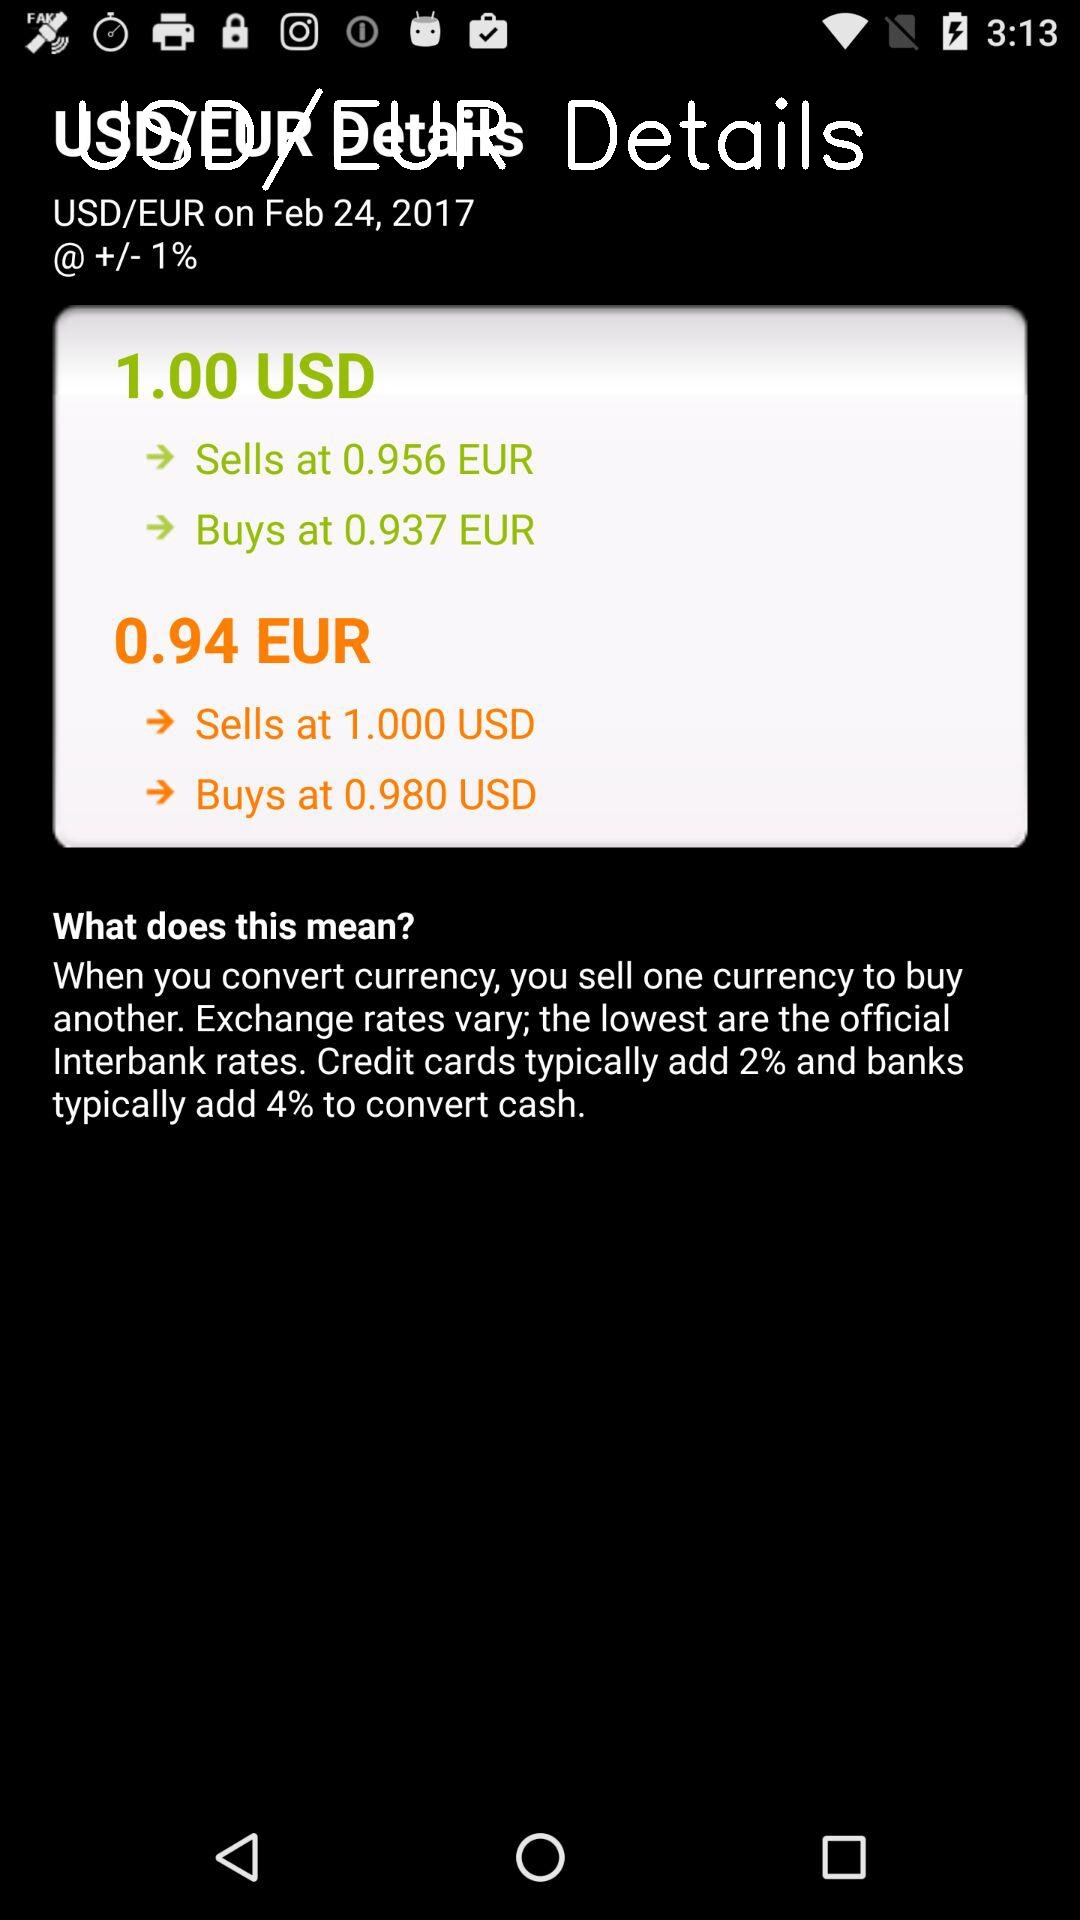 FAKE
3:13
USD/EUR Details
USD/EUR Details
USD/EUR on Feb 24, 2017
@ +/- 1%
1.00 USD
Sells at 0.956 EUR
Buys at 0.937 EUR
0.94 EUR
Sells at 1.000 USD
Buys at 0.980 USD
What does this mean?
When you convert currency, you sell one currency to buy
another. Exchange rates vary; the lowest are the official
Interbank rates. Credit cards typically add 2% and banks
typically add 4% to convert cash.